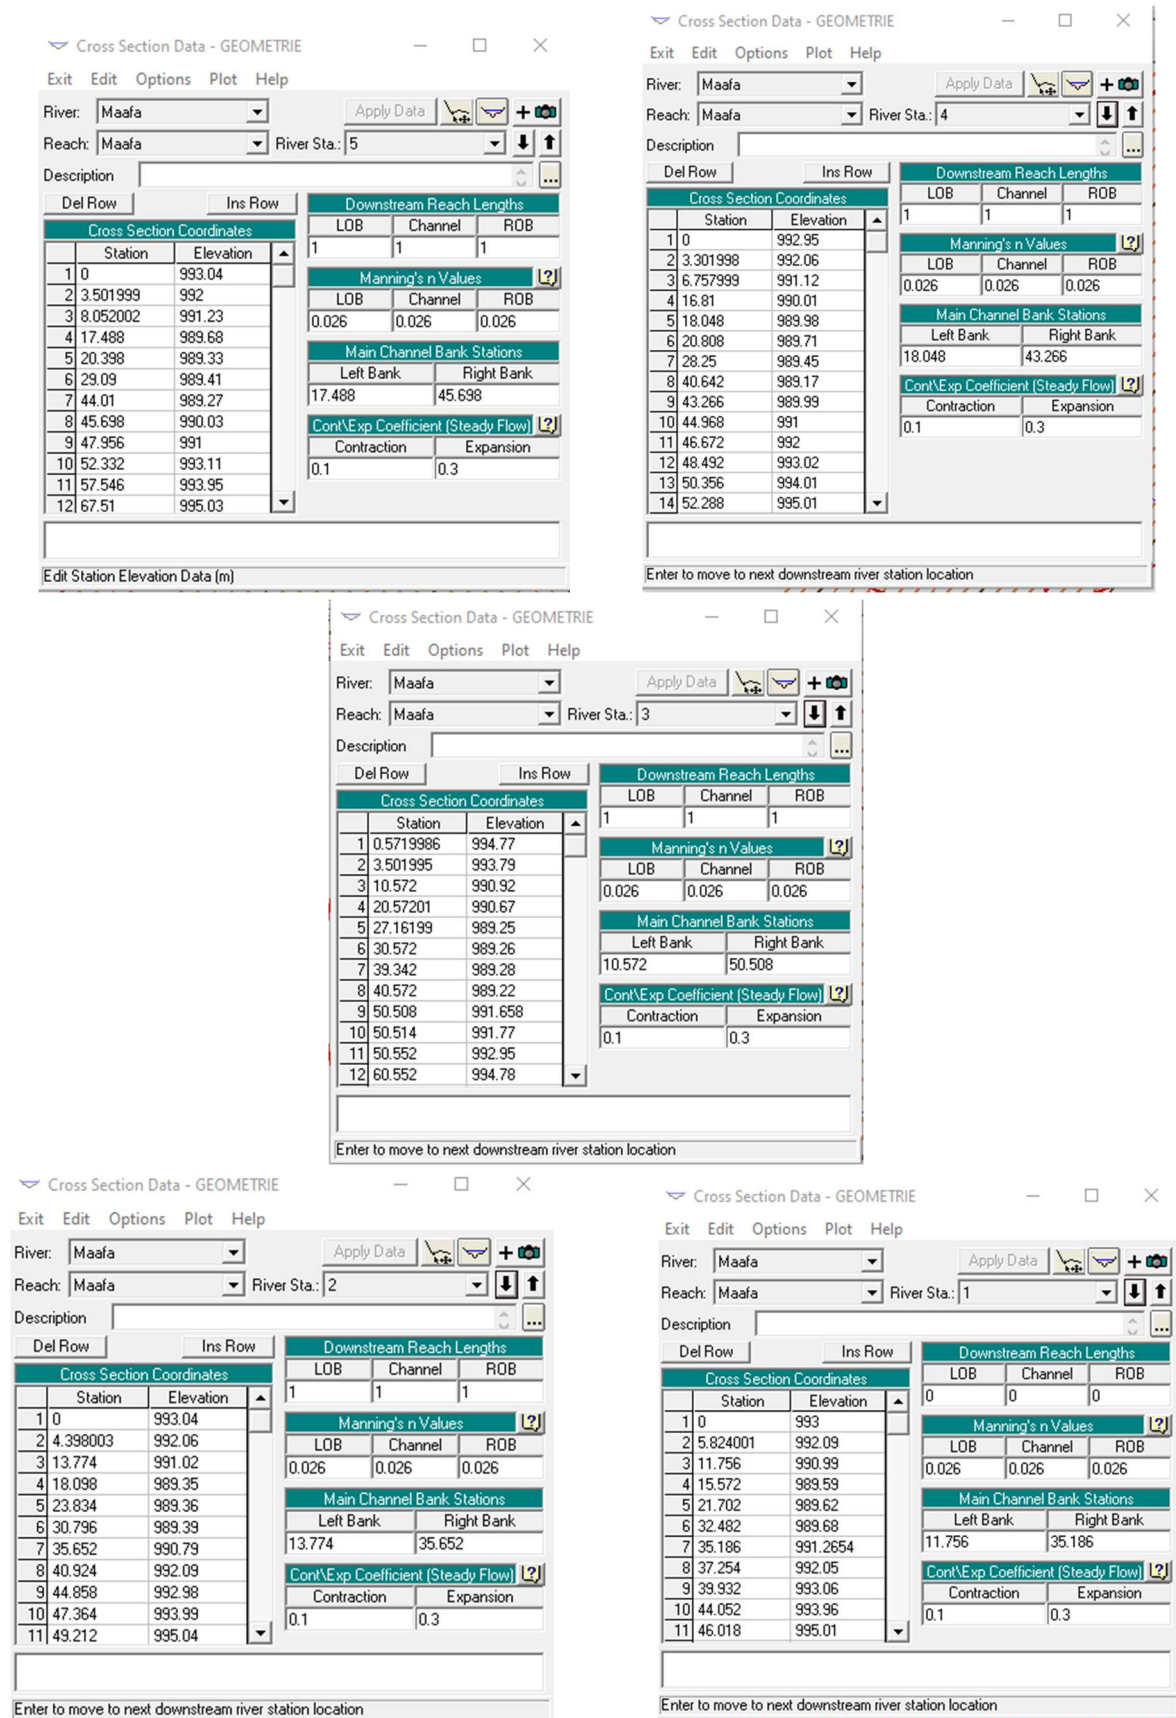 Cross Section Data - GEOMETRIE
Exit Edit Options Plot Help
River: Maafa Apply Data
Reach: Maafa River Sta.: 5
Description ...
Del Row Ins Row Downstream Reach Lengths
Cross Section Coordinates LOB Channel ROB
Station Elevation 1 1 1
1 0 993.04
2 3.501999 992 Manning's n Values
3 8.052002 991.23 LOB Channel ROB
4 17.488 989.68 0.026 0.026 0.026
5 20.398 989.33 Main Channel Bank Stations
6 29.09 989.41 Left Bank Right Bank
7 44.01 989.27 17.488 45.698
8 45.698 990.03 Cont\Exp Coefficient (Steady Flow)
9 47.956 991 Contraction Expansion
10 52.332 993.11 0.1 0.3
11 57.546 993.95
12 67.51 995.03
Edit Station Elevation Data (m)
Cross Section Data - GEOMETRIE
Exit Edit Options Plot Help
River: Maafa Apply Data
Reach: Maafa River Sta.: 4
Description ...
Del Row Ins Row Downstream Reach Lengths
Cross Section Coordinates LOB Channel ROB
Station Elevation 1 1 1
1 0 992.95 Manning's n Values
2 3.301998 992.06 LOB Channel ROB
3 6.757999 991.12 0.026 0.026 0.026
4 16.81 990.01 Main Channel Bank Stations
5 18.048 989.98 Left Bank Right Bank
6 20.808 989.71 18.048 43.266
7 28.25 989.45
8 40.642 989.17 Cont\Exp Coefficient (Steady Flow)
9 43.266 989.99 Contraction Expansion
10 44.968 991 0.1 0.3
11 46.672 992
12 48.492 993.02
13 50.356 994.01
14 52.288 995.01
Enter to move to next downstream river station location
Cross Section Data - GEOMETRIE
Exit Edit Options Plot Help
River: Maafa Apply Data
Reach: Maafa River Sta.: 3
Description ...
Del Row Ins Row Downstream Reach Lengths
Cross Section Coordinates LOB Channel ROB
Station Elevation 1 1 1
1 0.5719986 994.77 Manning's n Values
2 3.501995 993.79 LOB Channel ROB
3 10.572 990.92 0.026 0.026 0.026
4 20.57201 990.67
5 27.16199 989.25 Main Channel Bank Stations
6 30.572 989.26 Left Bank Right Bank
7 39.342 989.28 10.572 50.508
8 40.572 989.22 Cont\Exp Coefficient (Steady Flow)
9 50.508 991.658 Contraction Expansion
10 50.514 991.77 0.1 0.3
11 50.552 992.95
12 60.552 994.78
Enter to move to next downstream river station location
Cross Section Data - GEOMETRIE
Exit Edit Options Plot Help
River: Maafa Apply Data
Reach: Maafa River Sta.: 2
Description ...
Del Row Ins Row Downstream Reach Lengths
Cross Section Coordinates LOB Channel ROB
Station Elevation 1 1 1
1 0 993.04 Manning's n Values
2 4.398003 992.06 LOB Channel ROB
3 13.774 991.02 0.026 0.026 0.026
4 18.098 989.35
5 23.834 989.36 Main Channel Bank Stations
6 30.796 989.39 Left Bank Right Bank
7 35.652 990.79 13.774 35.652
8 40.924 992.09 Cont\Exp Coefficient (Steady Flow)
9 44.858 992.98 Contraction Expansion
10 47.364 993.99 0.1 0.3
11 49.212 995.04
Enter to move to next downstream river station location
Cross Section Data - GEOMETRIE
Exit Edit Options Plot Help
River: Maafa Apply Data
Reach: Maafa River Sta.: 1
Description ...
Del Row Ins Row Downstream Reach Lengths
Cross Section Coordinates LOB Channel ROB
Station Elevation 0 0 0
1 0 993 Manning's n Values
2 5.824001 992.09 LOB Channel ROB
3 11.756 990.99 0.026 0.026 0.026
4 15.572 989.59
5 21.702 989.62 Main Channel Bank Stations
6 32.482 989.68 Left Bank Right Bank
7 35.186 991.2654 11.756 35.186
8 37.254 992.05 Cont\Exp Coefficient (Steady Flow)
9 39.932 993.06 Contraction Expansion
10 44.052 993.96 0.1 0.3
11 46.018 995.01
Enter to move to next downstream river station location